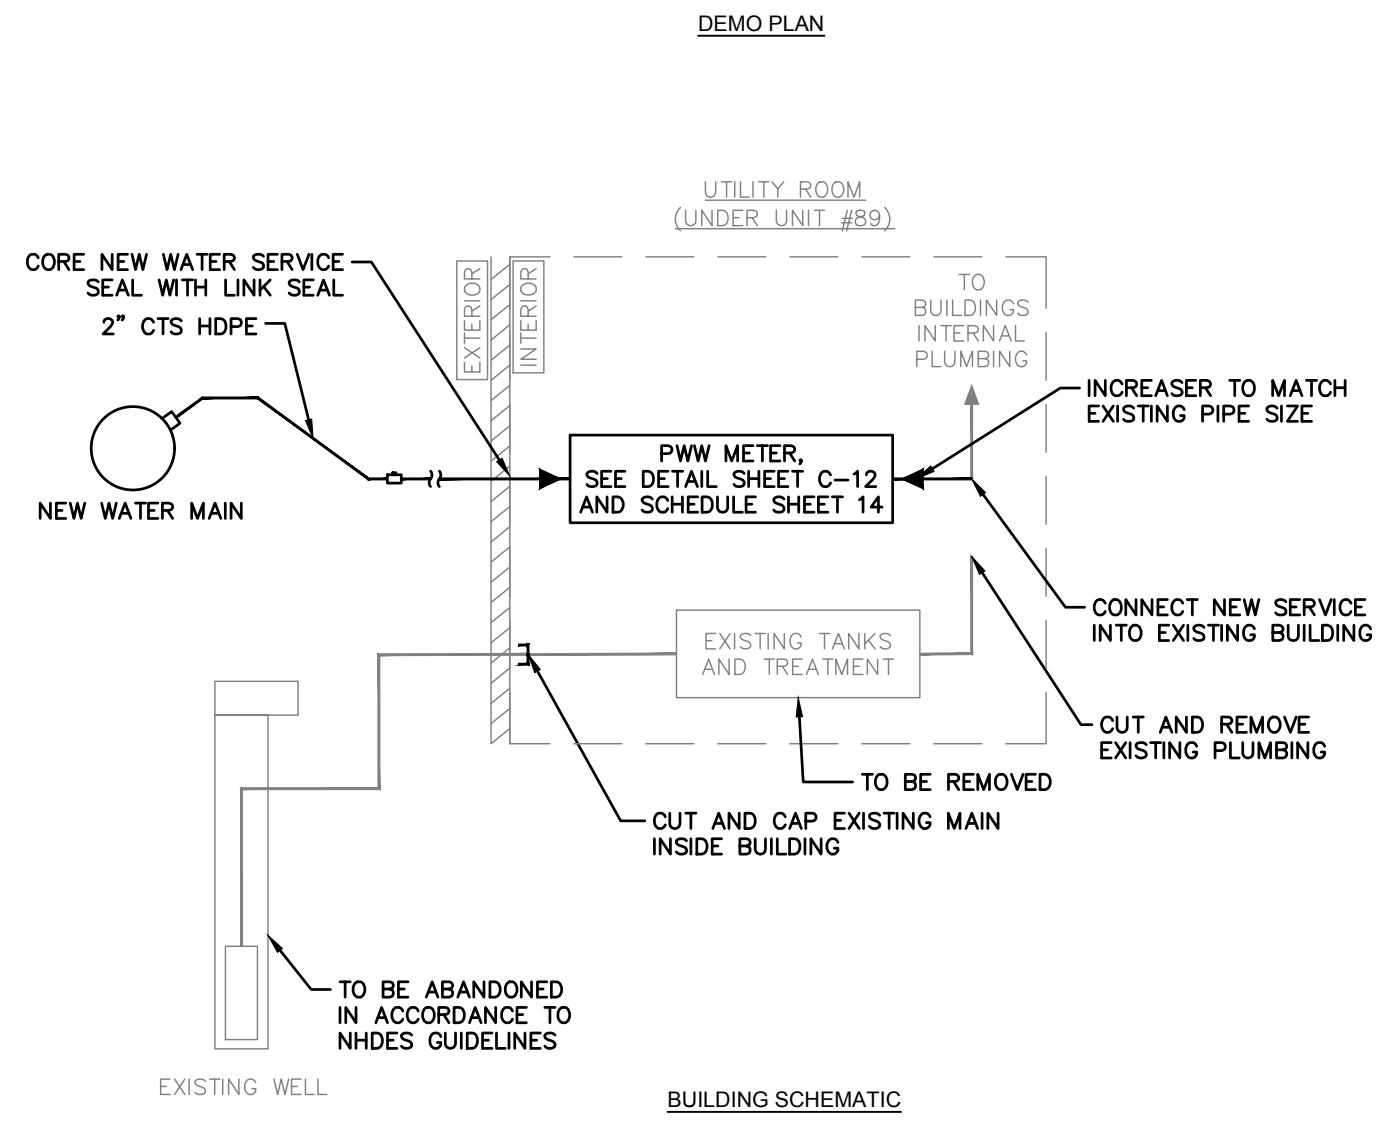 DEMO PLAN
UTILITY ROOM
(UNDER UNIT #89)
CORE NEW WATER SERVICE
SEAL WITH LINK SEAL
2" CTS HDPE
EXTERIOR
INTERIOR
TO
BUILDINGS
INTERNAL
PLUMBING
INCREASER TO MATCH
EXISTING PIPE SIZE
PWW METER,
SEE DETAIL SHEET C-12
AND SCHEDULE SHEET 14
NEW WATER MAIN
CONNECT NEW SERVICE
INTO EXISTING BUILDING
EXISTING TANKS
AND TREATMENT
CUT AND REMOVE
EXISTING PLUMBING
TO BE REMOVED
CUT AND CAP EXISTING MAIN
INSIDE BUILDING
TO BE ABANDONED
IN ACCORDANCE TO
NHDES GUIDELINES
EXISTING WELL
BUILDING SCHEMATIC